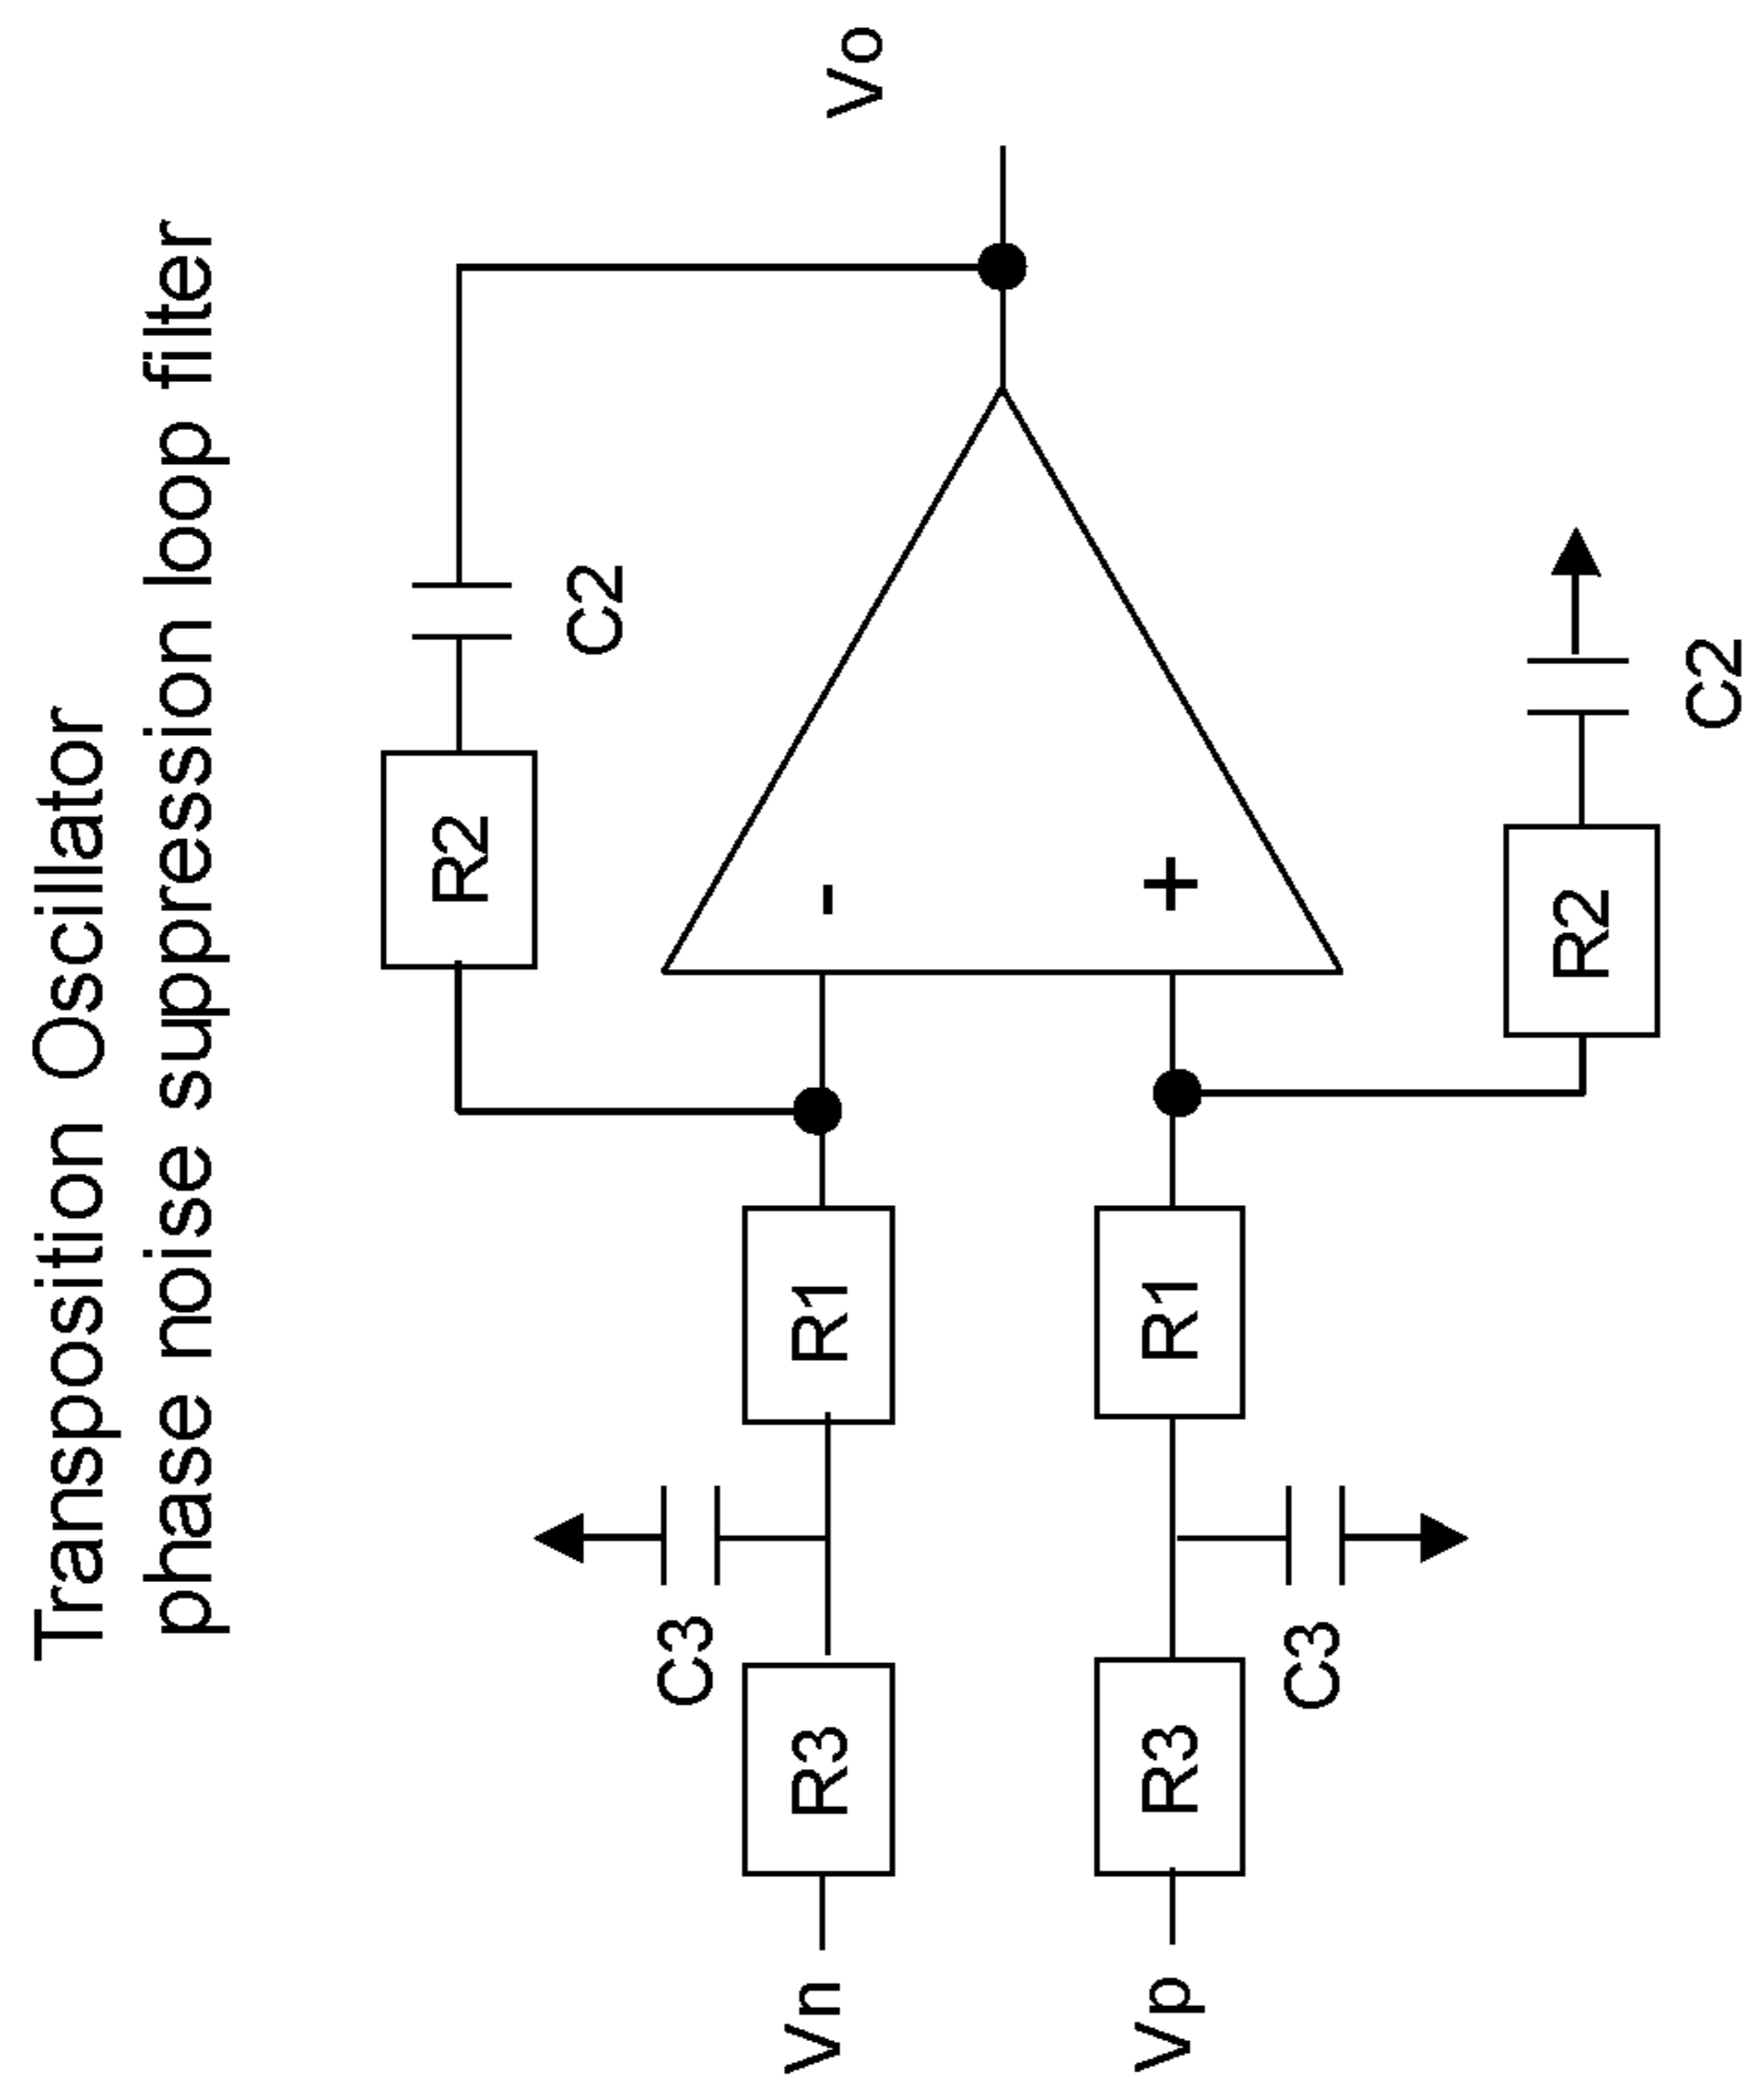 Transposition Oscillator
phase noise suppression loop filter
R2
C2
Vn
R3
C3
R1
-
Vo
Vp
R3
C3
R1
+
R2
C2